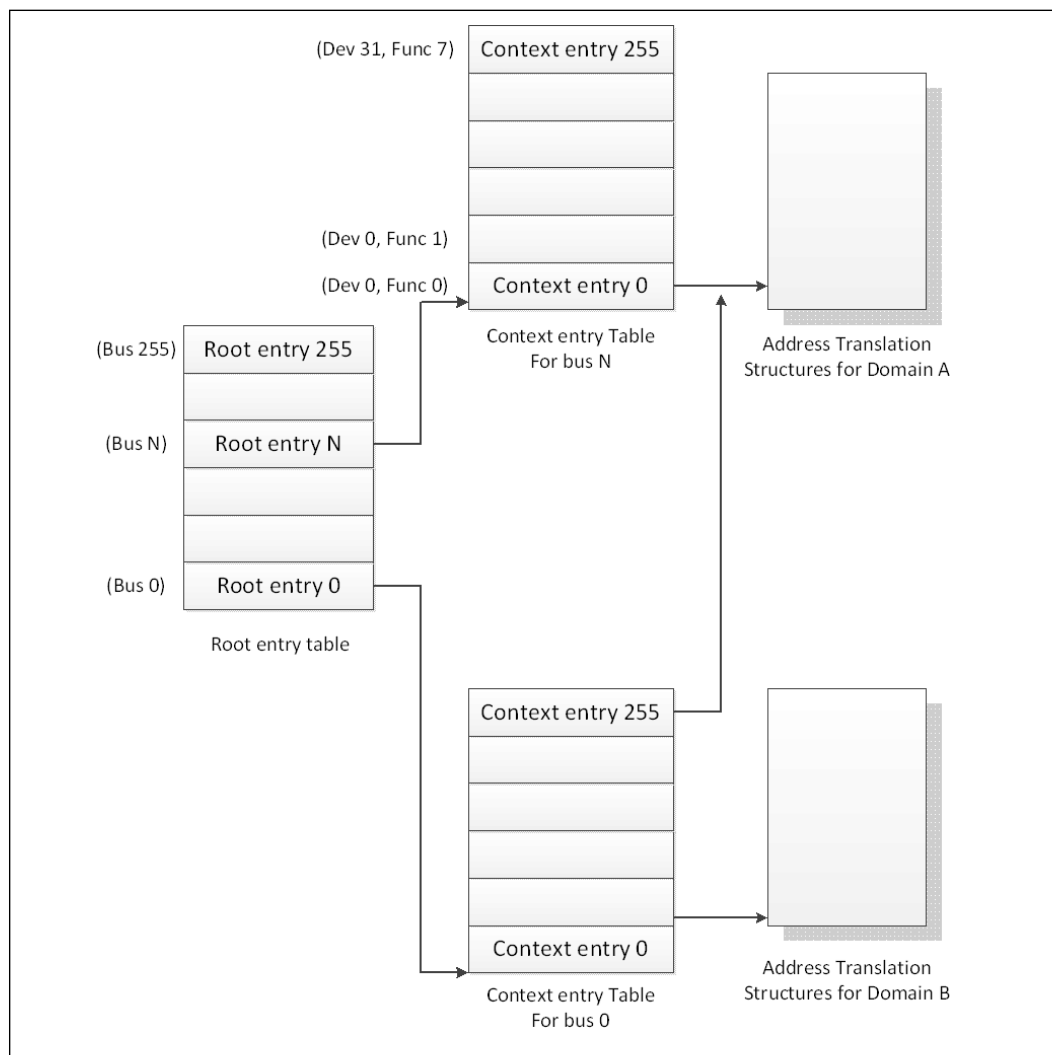 (Dev 31, Func 7)
Context entry 255
(Dev 0, Func 1)
(Dev 0, Func 0)
Context entry 0
Context entry Table
For bus N
Address Translation
Structures for Domain A
(Bus 255)
Root entry 255
(Bus N)
Root entry N
(Bus 0)
Root entry 0
Root entry table
Context entry 255
Context entry 0
Context entry Table
For bus 0
Address Translation
Structures for Domain B